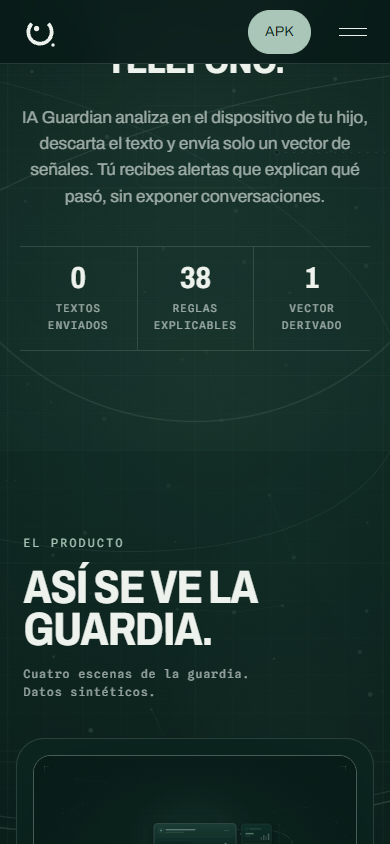 APK
TELÉFONO.
IA Guardian analiza en el dispositivo de tu hijo,
descarta el texto y envía solo un vector de
señales. Tú recibes alertas que explican qué
pasó, sin exponer conversaciones.
0
TEXTOS
ENVIADOS
38
REGLAS
EXPLICABLES
1
VECTOR
DERIVADO
EL PRODUCTO
ASÍ SE VE LA
GUARDIA.
Cuatro escenas de la guardia.
Datos sintéticos.